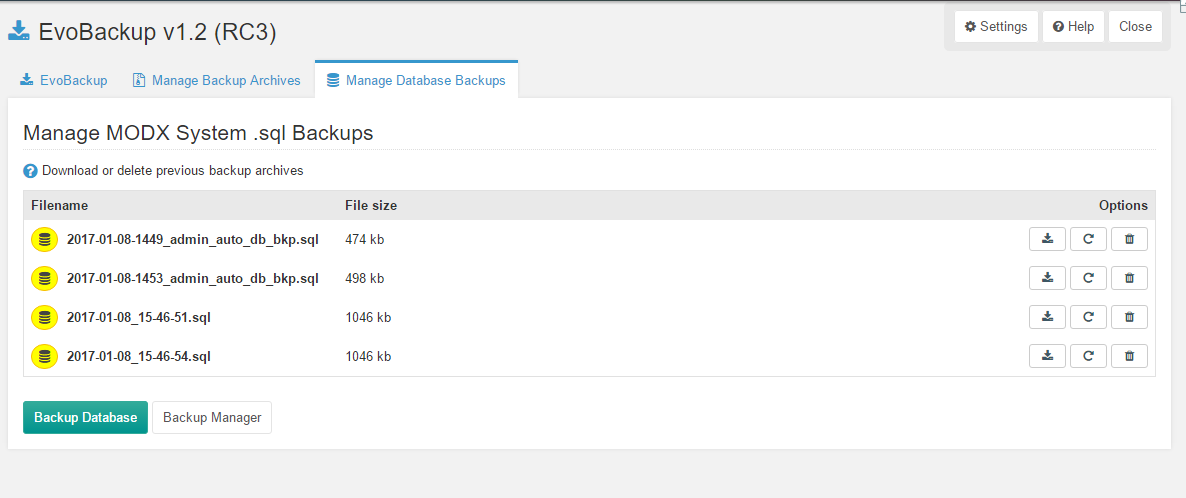 EvoBackup v1.2 (RC3)
Settings
Help
Close
EvoBackup
Manage Backup Archives
Manage Database Backups
Manage MODX System .sql Backups
Download or delete previous backup archives
Filename File size Options
2017-01-08-1449_admin_auto_db_bkp.sql 474 kb
2017-01-08-1453_admin_auto_db_bkp.sql 498 kb
2017-01-08_15-46-51.sql 1046 kb
2017-01-08_15-46-54.sql 1046 kb
Backup Database
Backup Manager